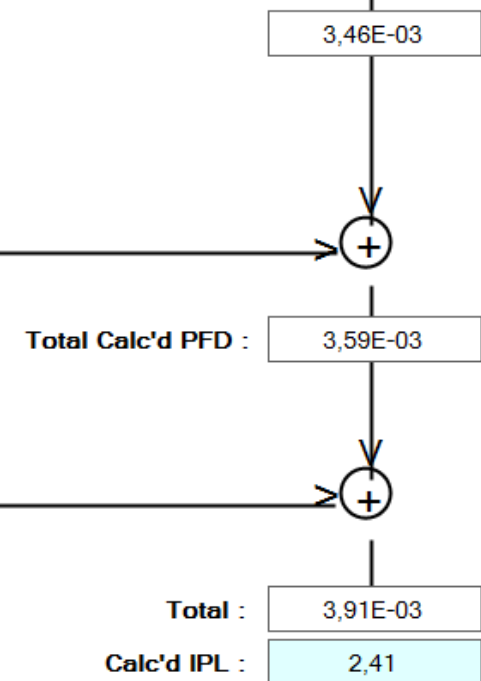 3,46E-03
+
Total Calc'd PFD : 3,59E-03
+
Total : 3,91E-03
Calc'd IPL : 2,41